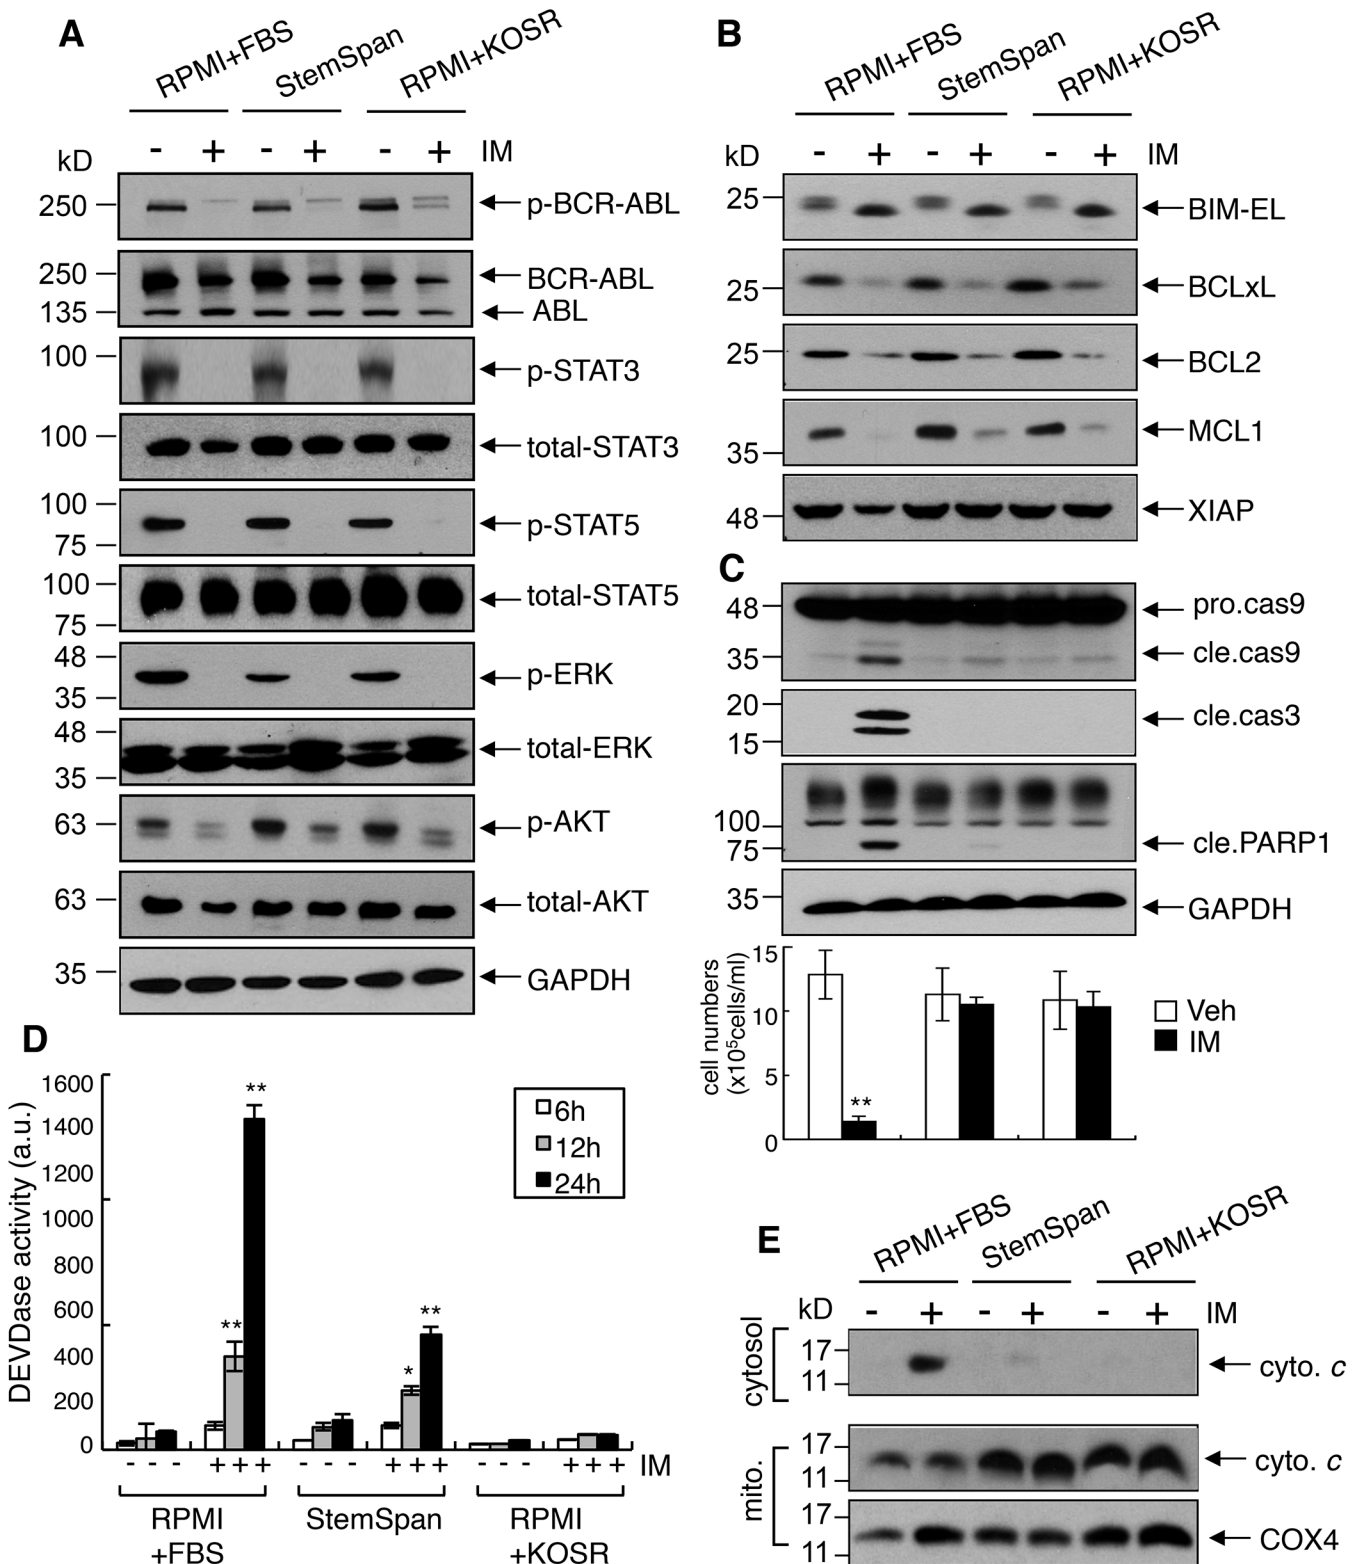 A
RPMI+FBS
StemSpan
RPMI+KOSR
kD
- + - + - + IM
250 p-BCR-ABL
250 BCR-ABL
135 ABL
100 p-STAT3
100 total-STAT3
100 p-STAT5
75
100 total-STAT5
75
48 p-ERK
35
48 total-ERK
35
63 p-AKT
63 total-AKT
35 GAPDH
B
RPMI+FBS
StemSpan
RPMI+KOSR
kD
- + - + - + IM
25 BIM-EL
25 BCLxL
25 BCL2
MCL1
35
48 XIAP
C
48 pro.cas9
35 cle.cas9
20 cle.cas3
15
100
75 cle.PARP1
35 GAPDH
cell numbers
(x10⁵cells/ml)
15
10
5
0
**
Veh
IM
D
DEVDase activity (a.u.)
1600
1400
1200
1000
800
600
400
200
0
** **
* **
6h
12h
24h
- - - + + + - - - + + + - - - + + + IM
RPMI
+FBS
StemSpan
RPMI
+KOSR
E
RPMI+FBS
StemSpan
RPMI+KOSR
kD
- + - + - + IM
cytosol
17
11
cyto. c
mito.
17
11
cyto. c
17
11
COX4